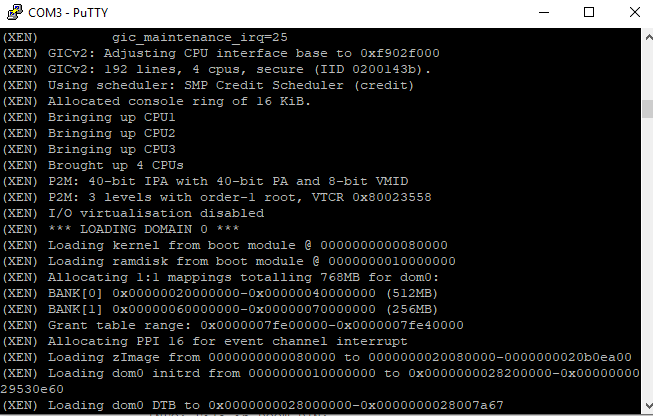 COM3 - PuTTY
(XEN)         gic_maintenance_irq=25
(XEN) GICv2: Adjusting CPU interface base to 0xf902f000
(XEN) GICv2: 192 lines, 4 cpus, secure (IID 0200143b).
(XEN) Using scheduler: SMP Credit Scheduler (credit)
(XEN) Allocated console ring of 16 KiB.
(XEN) Bringing up CPU1
(XEN) Bringing up CPU2
(XEN) Bringing up CPU3
(XEN) Brought up 4 CPUs
(XEN) P2M: 40-bit IPA with 40-bit PA and 8-bit VMID
(XEN) P2M: 3 levels with order-1 root, VTCR 0x80023558
(XEN) I/O virtualisation disabled
(XEN) *** LOADING DOMAIN 0 ***
(XEN) Loading kernel from boot module @ 0000000000080000
(XEN) Loading ramdisk from boot module @ 0000000010000000
(XEN) Allocating 1:1 mappings totalling 768MB for dom0:
(XEN) BANK[0] 0x00000020000000-0x00000040000000 (512MB)
(XEN) BANK[1] 0x00000060000000-0x00000070000000 (256MB)
(XEN) Grant table range: 0x0000007fe00000-0x0000007fe40000
(XEN) Allocating PPI 16 for event channel interrupt
(XEN) Loading zImage from 0000000000080000 to 0000000020080000-0000000020b0ea00
(XEN) Loading dom0 initrd from 0000000010000000 to 0x0000000028200000-0x00000000
29530e60
(XEN) Loading dom0 DTB to 0x0000000028000000-0x0000000028007a67